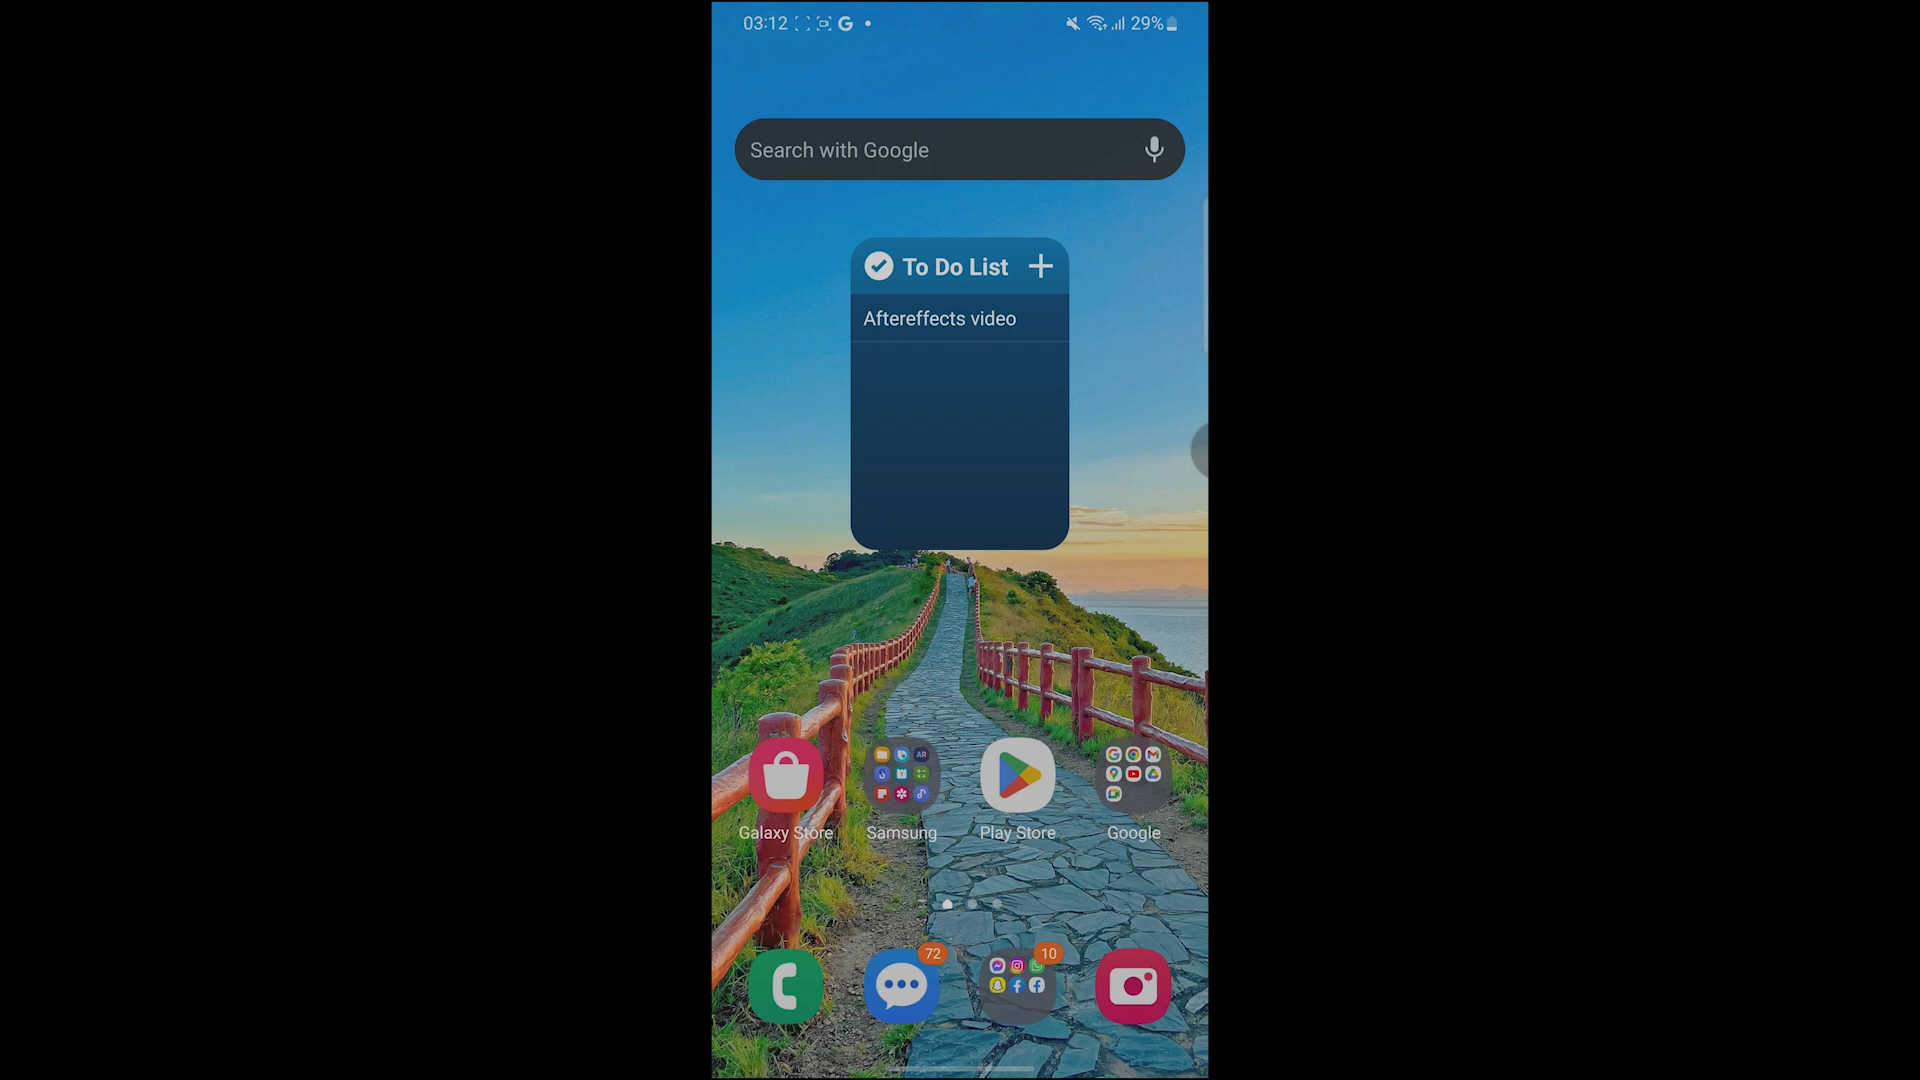 03:12
29%
Search with Google
To Do List
Aftereffects video
AR
Galaxy Store
Samsung
Play Store
Google
72
10